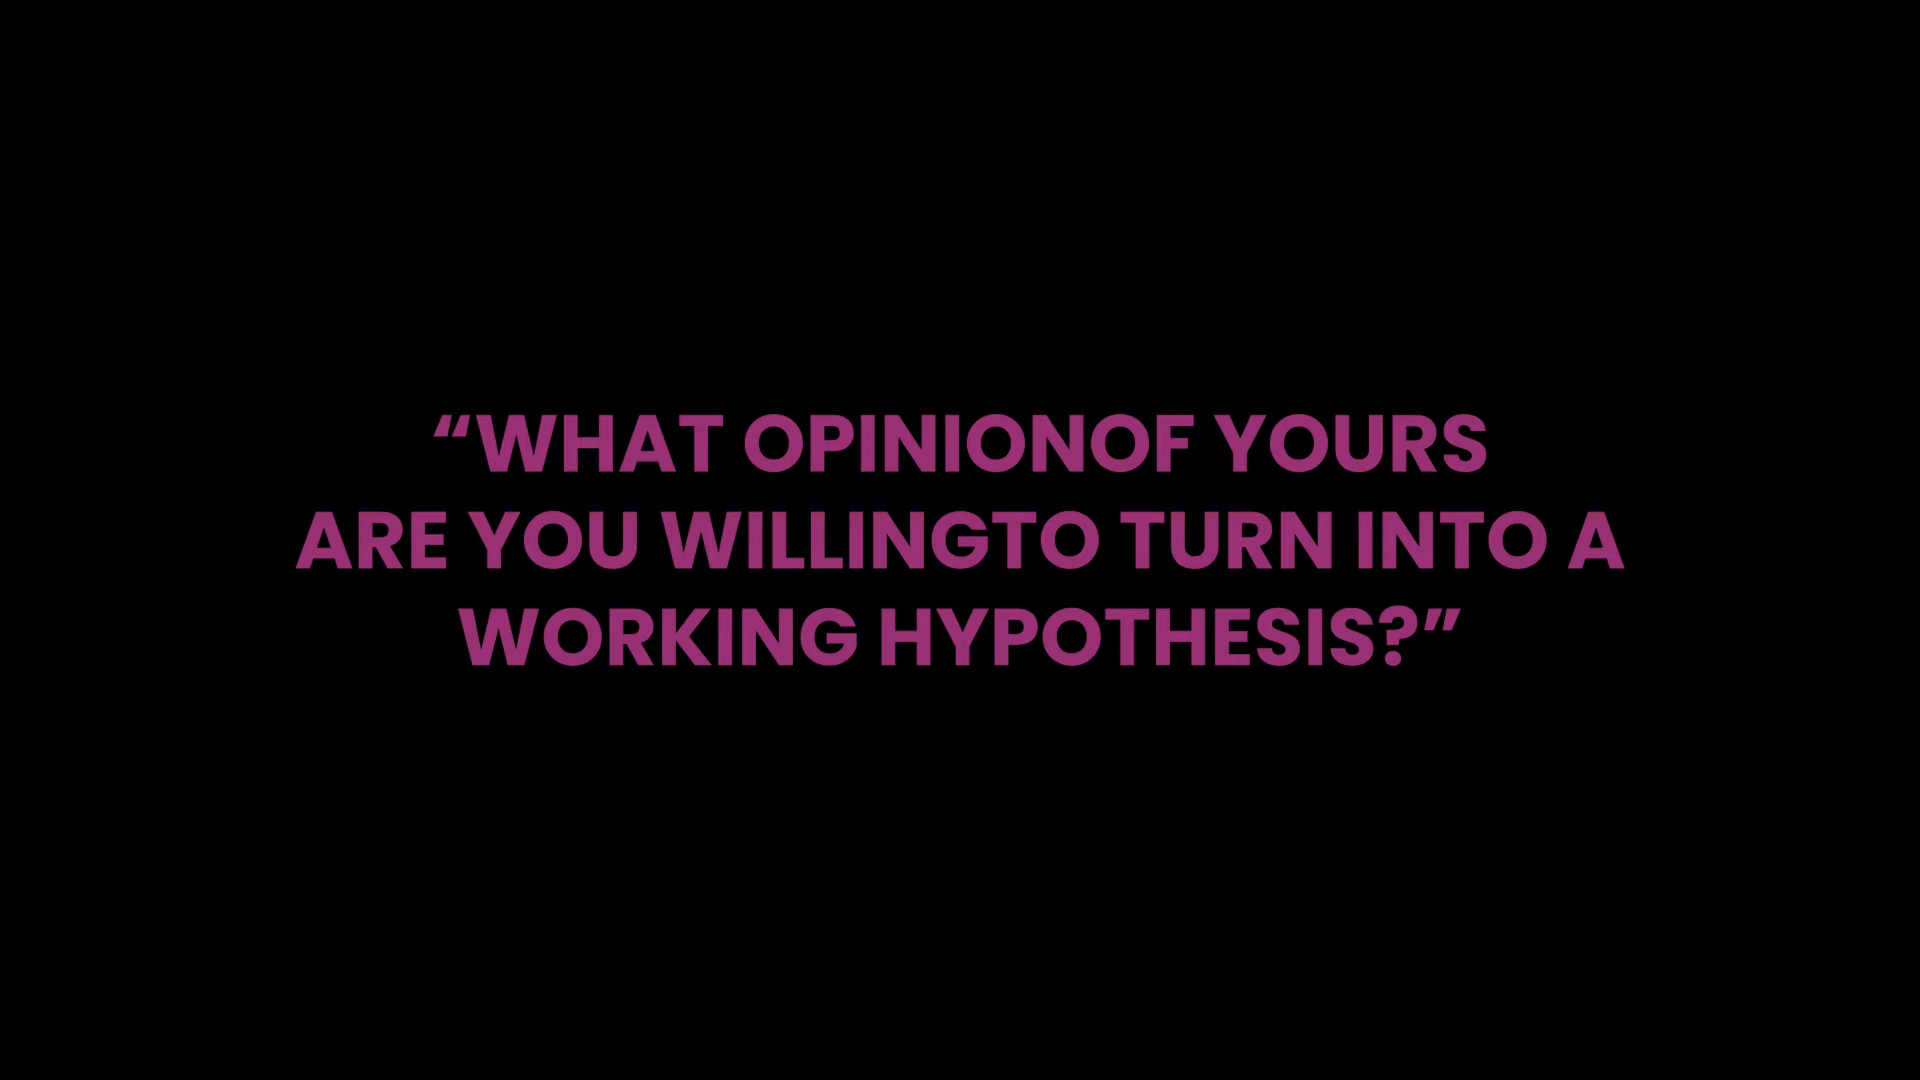 “WHAT OPINIONOF YOURS
ARE YOU WILLINGTO TURN INTO A
WORKING HYPOTHESIS?”